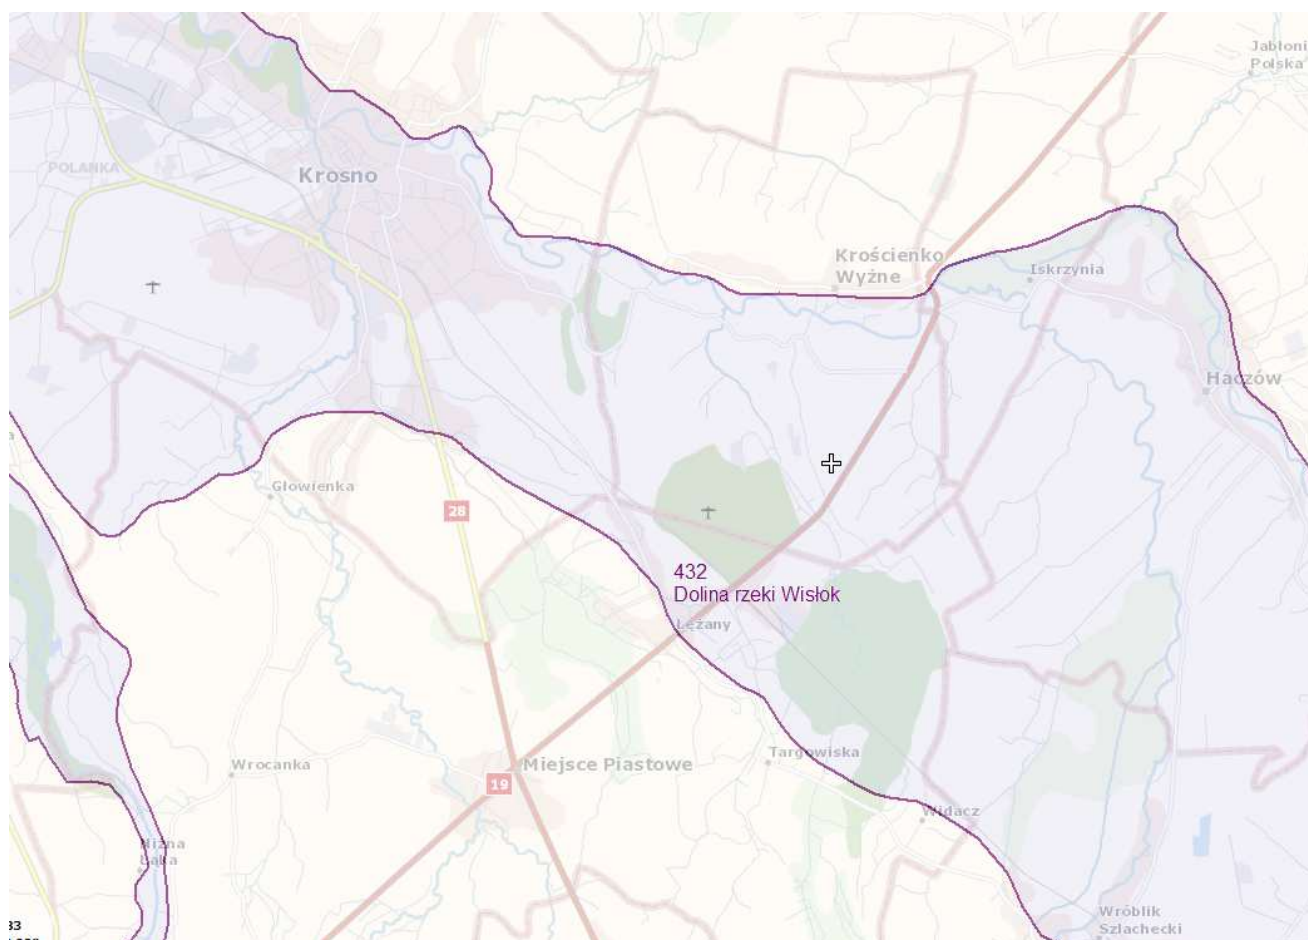 Jabłoni
Polska
POLANKA
Krosno
Krościenko
Wyżne
Iskrzynia
Haczów
Głowienka
28
432
Dolina rzeki Wisłok
Łężany
Targowiska
Wrocanka
Miejsce Piastowe
19
Widacz
Niżna
Łąka
Wróblik
Szlachecki
33